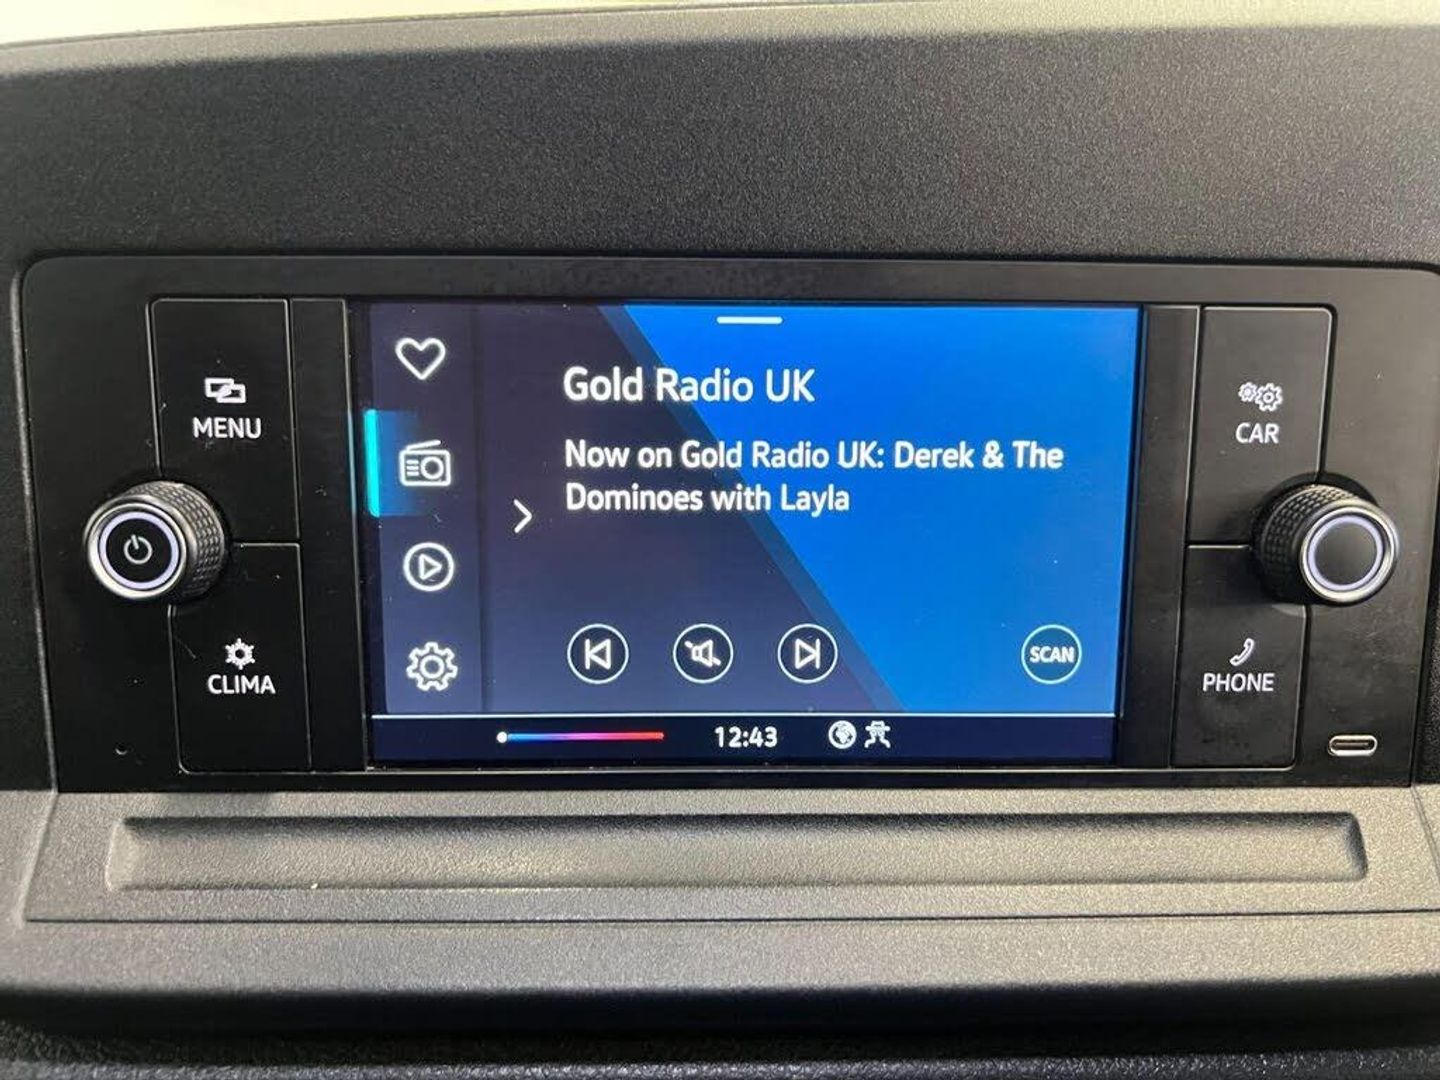 MENU
CLIMA
Gold Radio UK
Now on Gold Radio UK: Derek & The
Dominoes with Layla
SCAN
12:43
CAR
PHONE